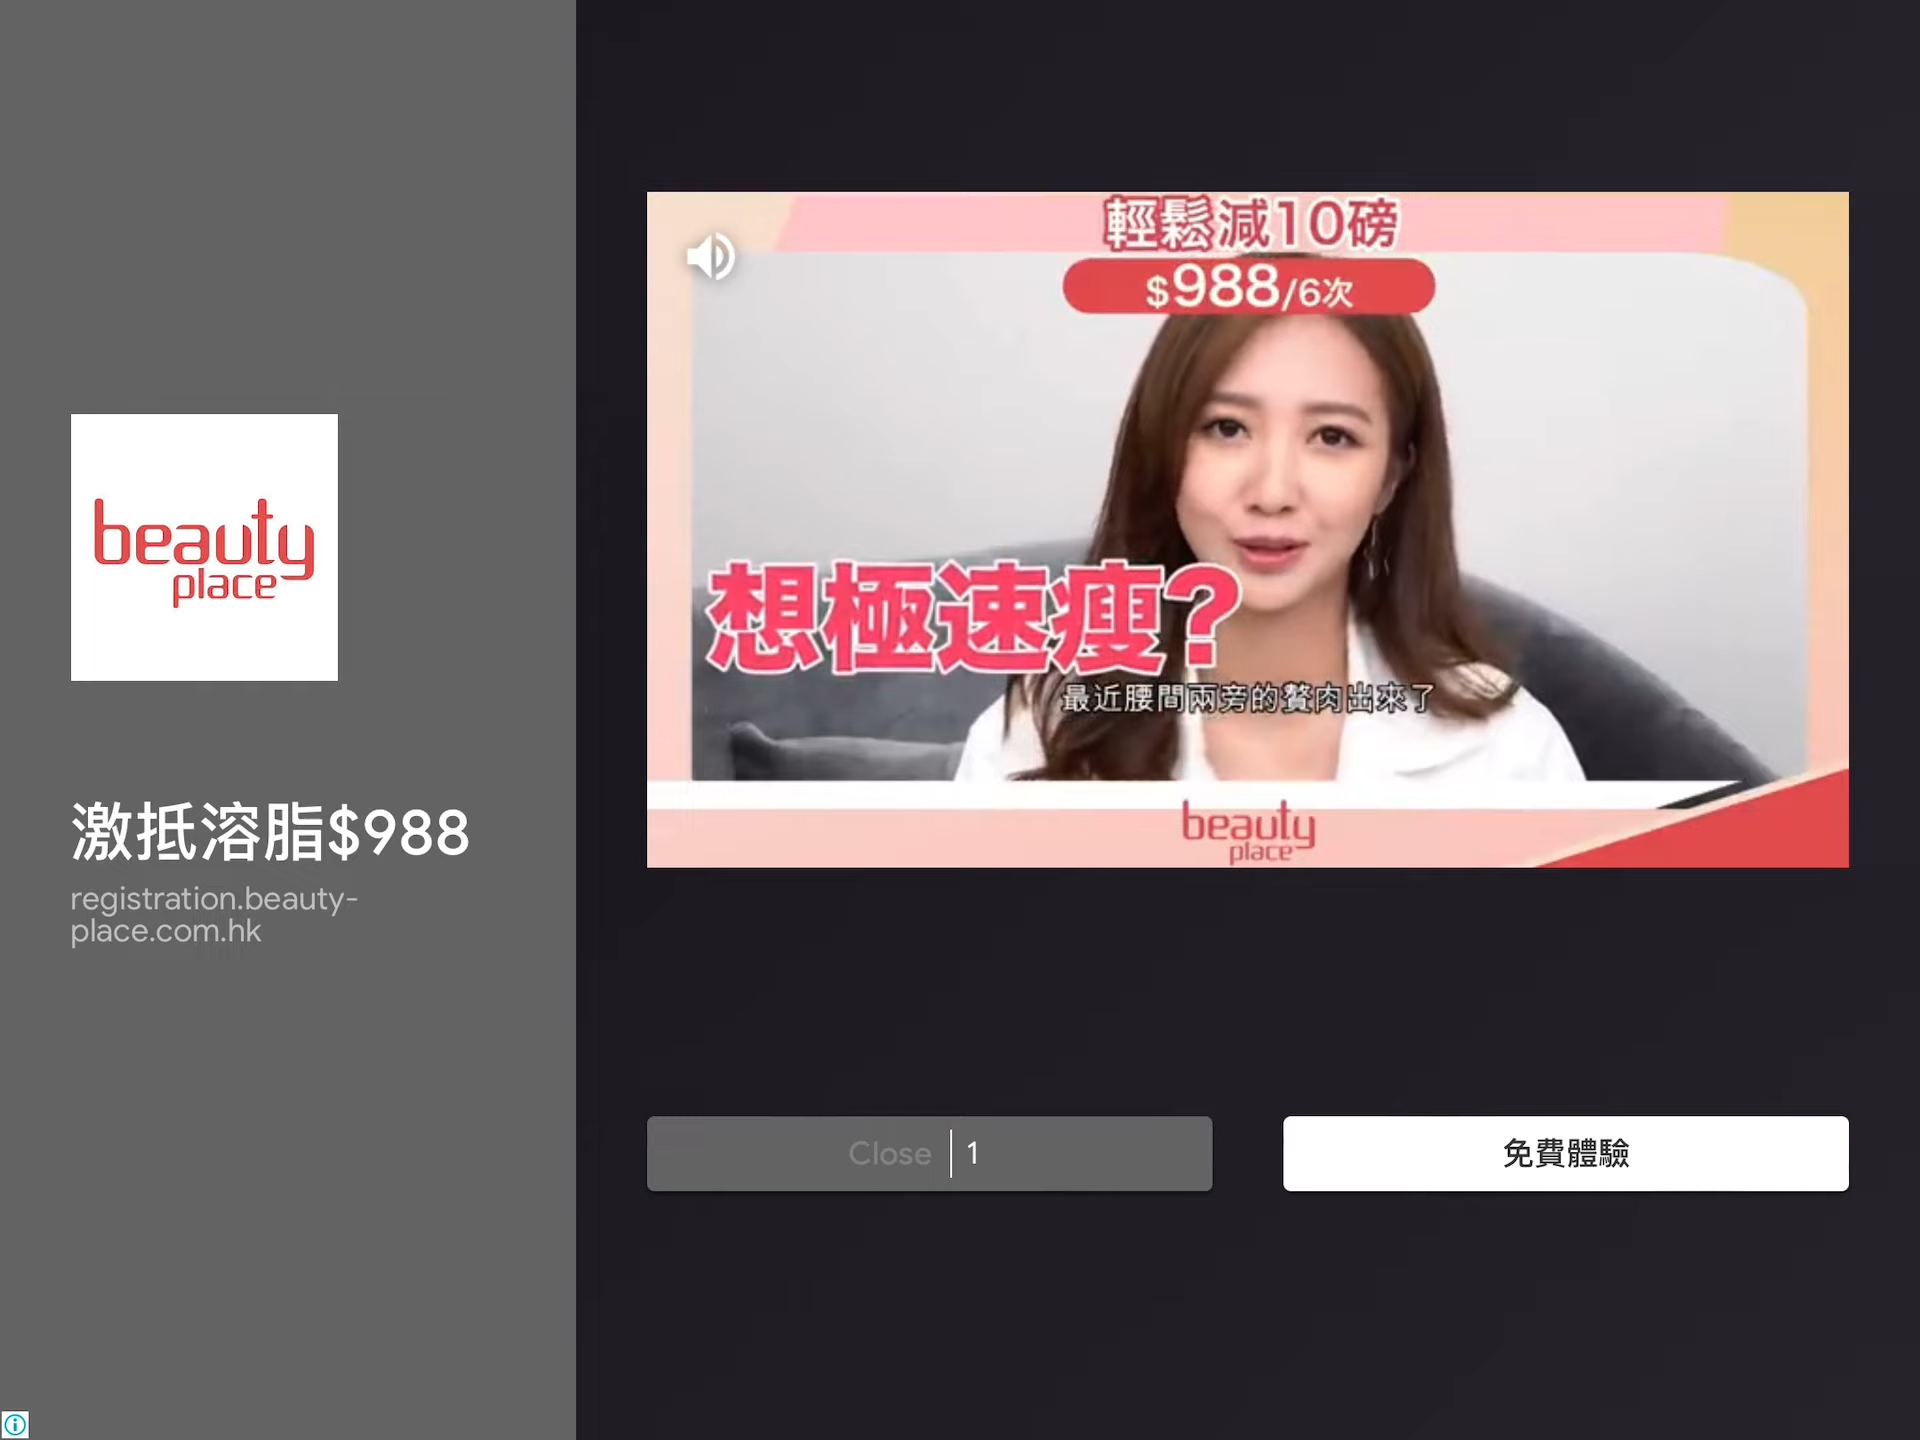 beauty
place
激抵溶脂$988
registration.beauty-
place.com.hk
輕鬆減10磅
$988/6次
想極速瘦?
最近腰間兩旁的贅肉出來了
beauty
place
Close 1
免費體驗